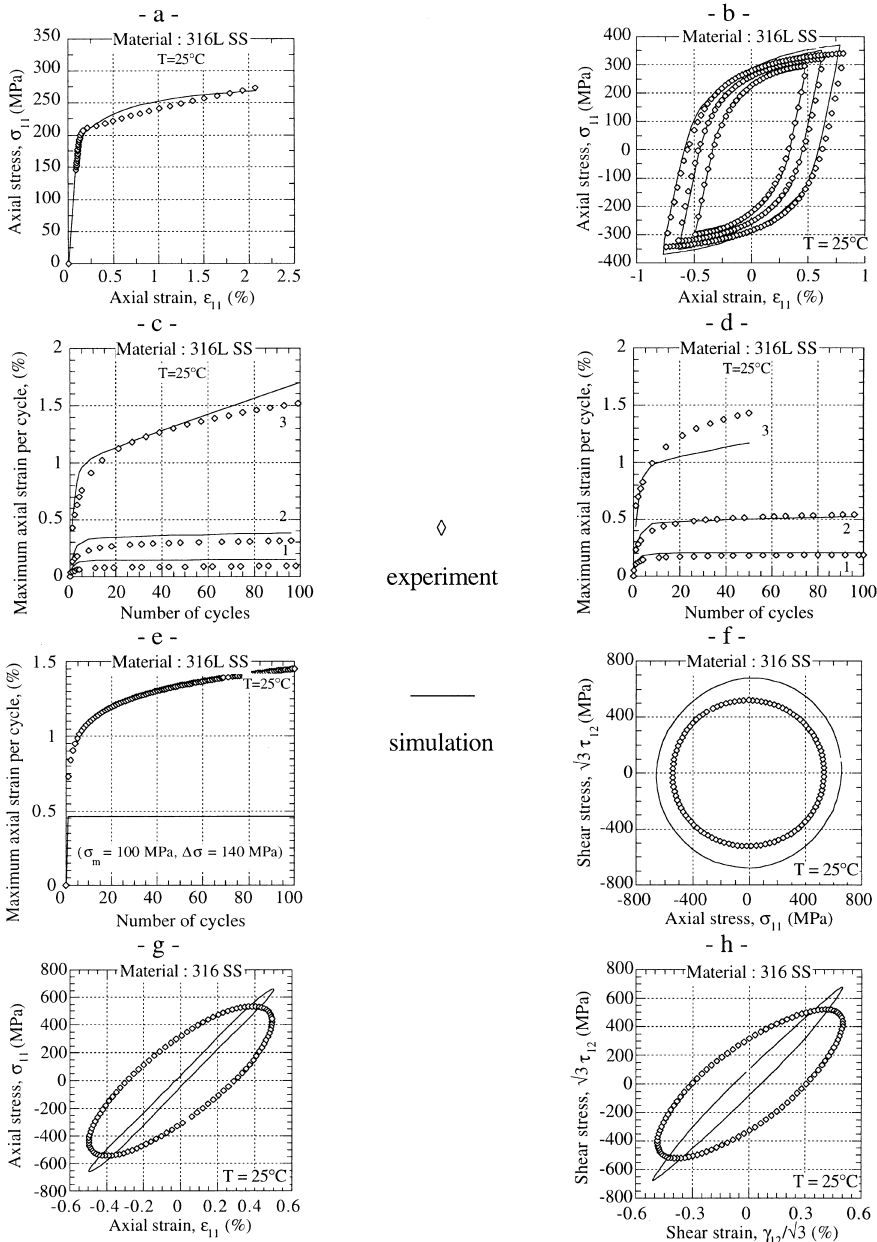 - a -
Material : 316L SS
T=25°C
Axial stress, σ11 (MPa)
350
300
250
200
150
100
50
0
0 0.5 1 1.5 2 2.5
Axial strain, ε11 (%)
- b -
Material : 316L SS
Axial stress, σ11 (MPa)
400
300
200
100
0
-100
-200
-300
-400
T = 25°C
-1 -0.5 0 0.5 1
Axial strain, ε11 (%)
- c -
Material : 316L SS
T=25°C
Maximum axial strain per cycle, (%)
2
1.5
1
0.5
0
3
2
1
0 20 40 60 80 100
Number of cycles
- d -
Material : 316L SS
T=25°C
Maximum axial strain per cycle, (%)
2
1.5
1
0.5
0
3
2
1
0 20 40 60 80 100
Number of cycles
experiment
simulation
- e -
Material : 316L SS
T=25°C
Maximum axial strain per cycle, (%)
1.5
1
0.5
0
(σm = 100 MPa, Δσ = 140 MPa)
0 20 40 60 80 100
Number of cycles
- f -
Material : 316 SS
Shear stress, √3 τ12 (MPa)
800
400
0
-400
-800
T = 25°C
-800 -400 0 400 800
Axial stress, σ11 (MPa)
- g -
Material : 316 SS
Axial stress, σ11 (MPa)
800
600
400
200
0
-200
-400
-600
-800
T = 25°C
-0.6 -0.4 -0.2 0 0.2 0.4 0.6
Axial strain, ε11 (%)
- h -
Material : 316 SS
Shear stress, √3 τ12 (MPa)
800
600
400
200
0
-200
-400
-600
-800
T = 25°C
-0.6 -0.3 0 0.3 0.6
Shear strain, γ12/√3 (%)